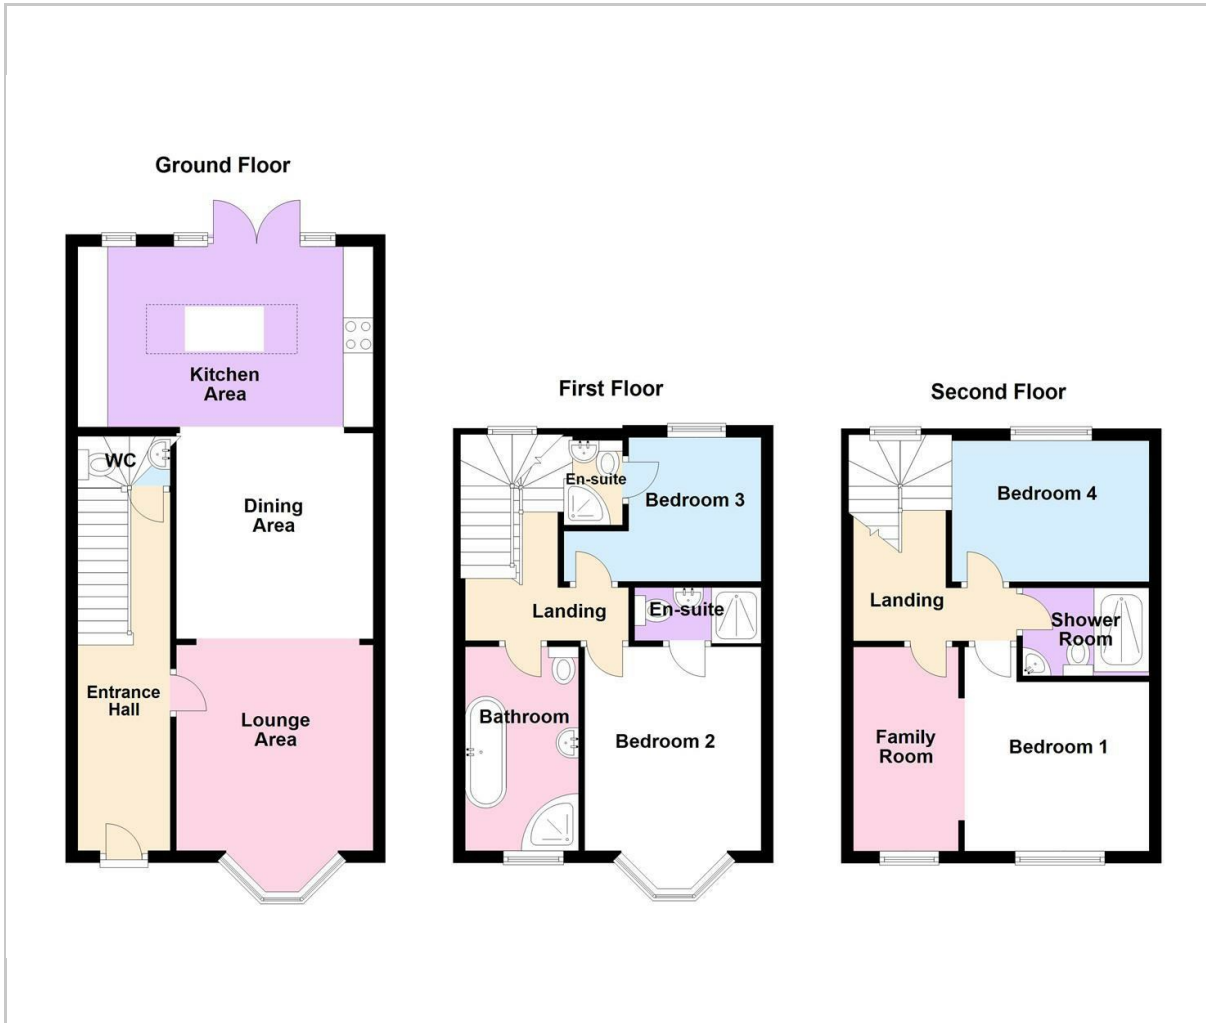 Ground Floor
Kitchen
Area
WC
Dining
Area
Entrance
Hall
Lounge
Area
First Floor
En-suite
Bedroom 3
Landing
En-suite
Bathroom
Bedroom 2
Second Floor
Bedroom 4
Landing
Shower
Room
Family
Room
Bedroom 1